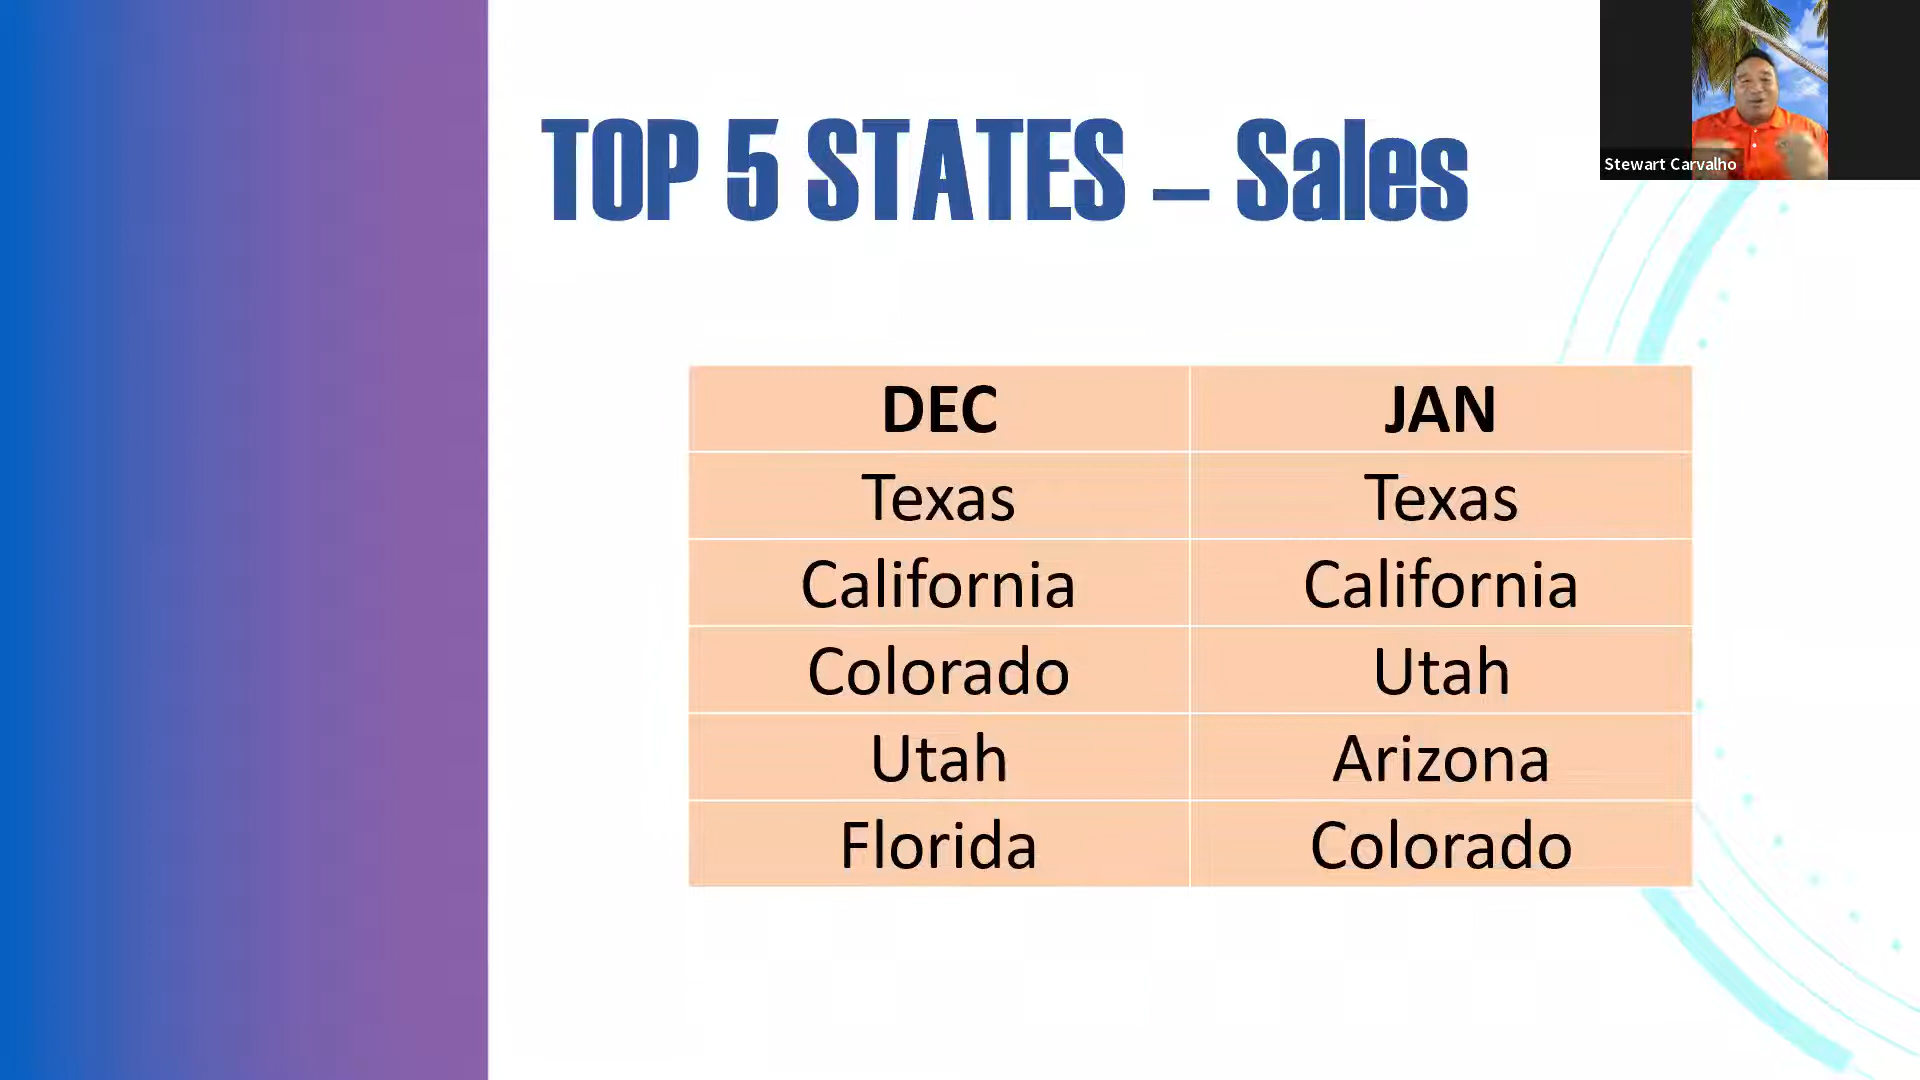 TOP 5 STATES – Sales
Stewart Carvalho
DEC JAN
Texas Texas
California California
Colorado Utah
Utah Arizona
Florida Colorado